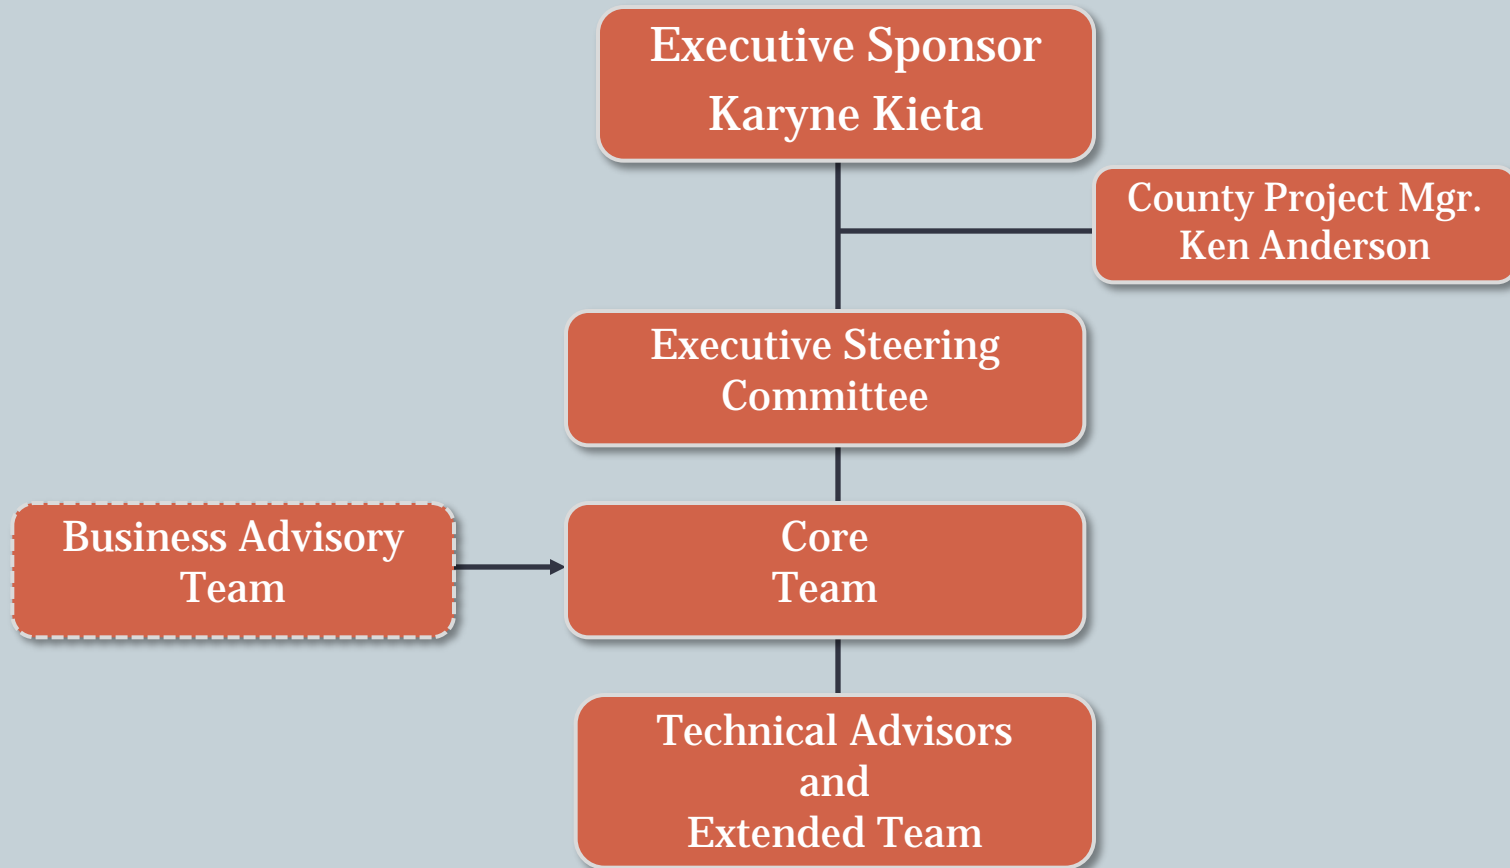 Executive Sponsor
Karyne Kieta
County Project Mgr.
Ken Anderson
Executive Steering
Committee
Business Advisory
Team
Core
Team
Technical Advisors
and
Extended Team